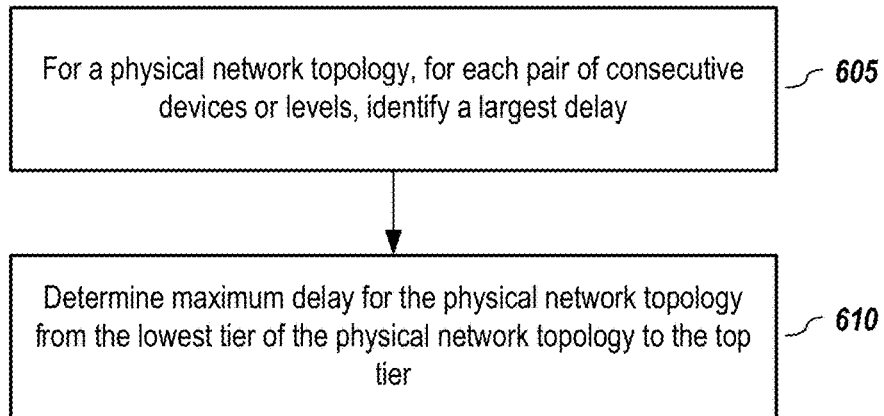 For a physical network topology, for each pair of consecutive
devices or levels, identify a largest delay
605
Determine maximum delay for the physical network topology
from the lowest tier of the physical network topology to the top
tier
610